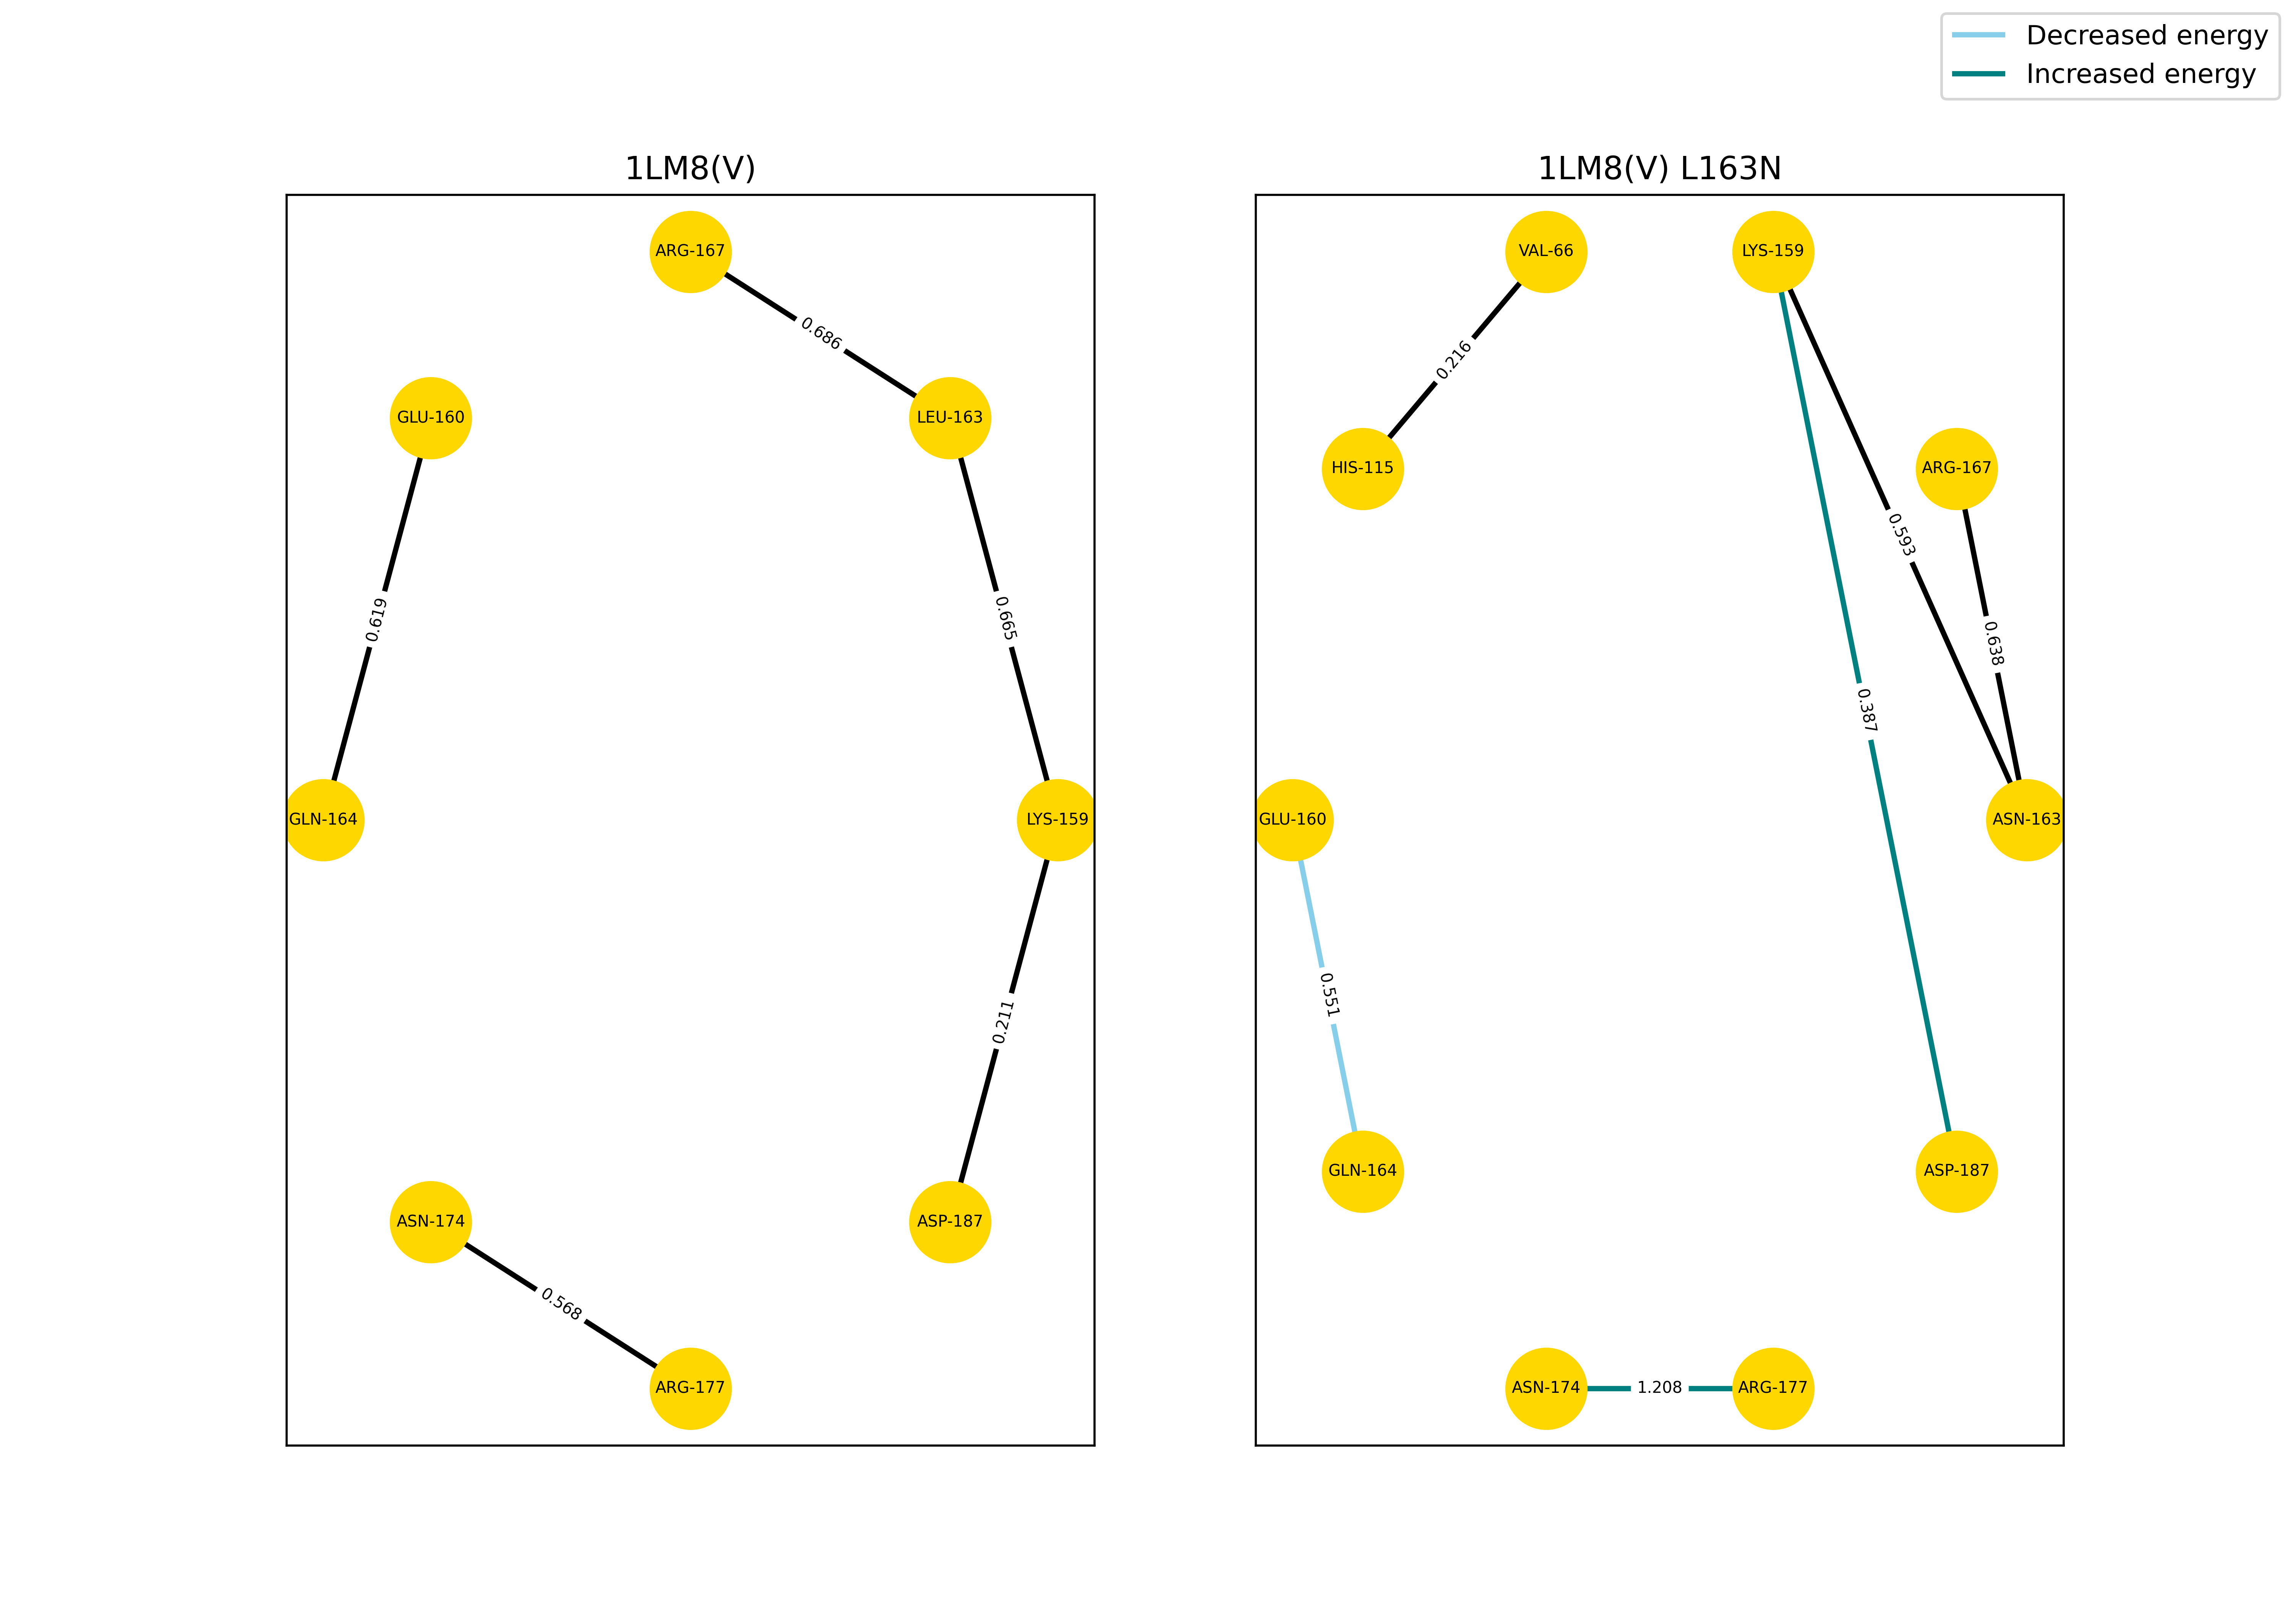 Decreased energy
Increased energy
1LM8(V)
ARG-167
0.686
GLU-160
LEU-163
0.619
0.665
GLN-164
LYS-159
0.211
ASN-174
ASP-187
0.568
ARG-177
1LM8(V) L163N
VAL-66
LYS-159
0.216
HIS-115
ARG-167
0.593
0.638
0.387
GLU-160
ASN-163
0.551
GLN-164
ASP-187
ASN-174
1.208
ARG-177